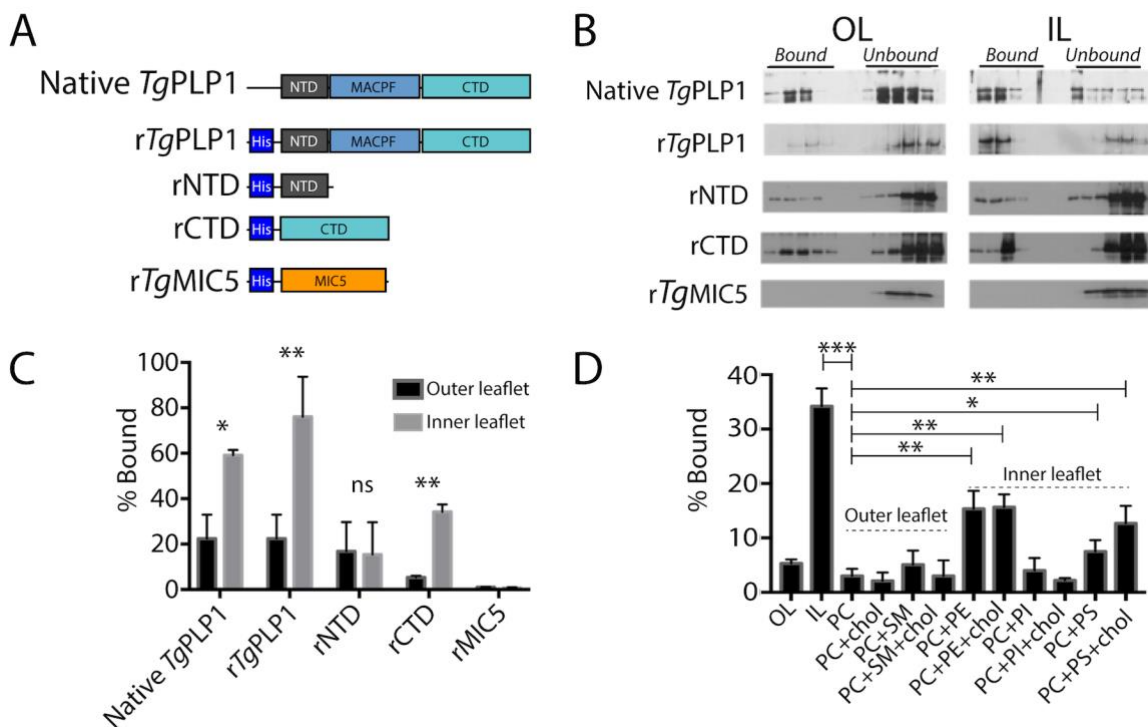 A
Native TgPLP1
NTD
MACPF
CTD
rTgPLP1
His
NTD
MACPF
CTD
rNTD
His
NTD
rCTD
His
CTD
rTgMIC5
His
MIC5
B
OL
IL
Bound
Unbound
Bound
Unbound
Native TgPLP1
rTgPLP1
rNTD
rCTD
rTgMIC5
C
% Bound
100
80
60
40
20
0
*
**
ns
**
Outer leaflet
Inner leaflet
Native TgPLP1
rTgPLP1
rNTD
rCTD
rMIC5
D
% Bound
40
30
20
10
0
***
**
*
**
**
Outer leaflet
Inner leaflet
OL
IL
PC
PC+chol
PC+SM
PC+SM+chol
PC+PE
PC+PE+chol
PC+PI
PC+PI+chol
PC+PS
PC+PS+chol